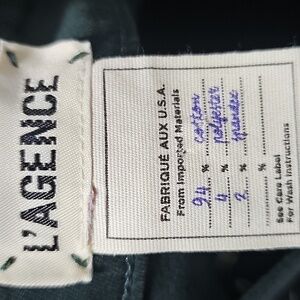 L'AGENCE
FABRIQUÉ AUX U.S.A.
From Imported Materials
94 % cotton
4 % polyester
2 % spandex
%
See Care Label
For Wash Instructions